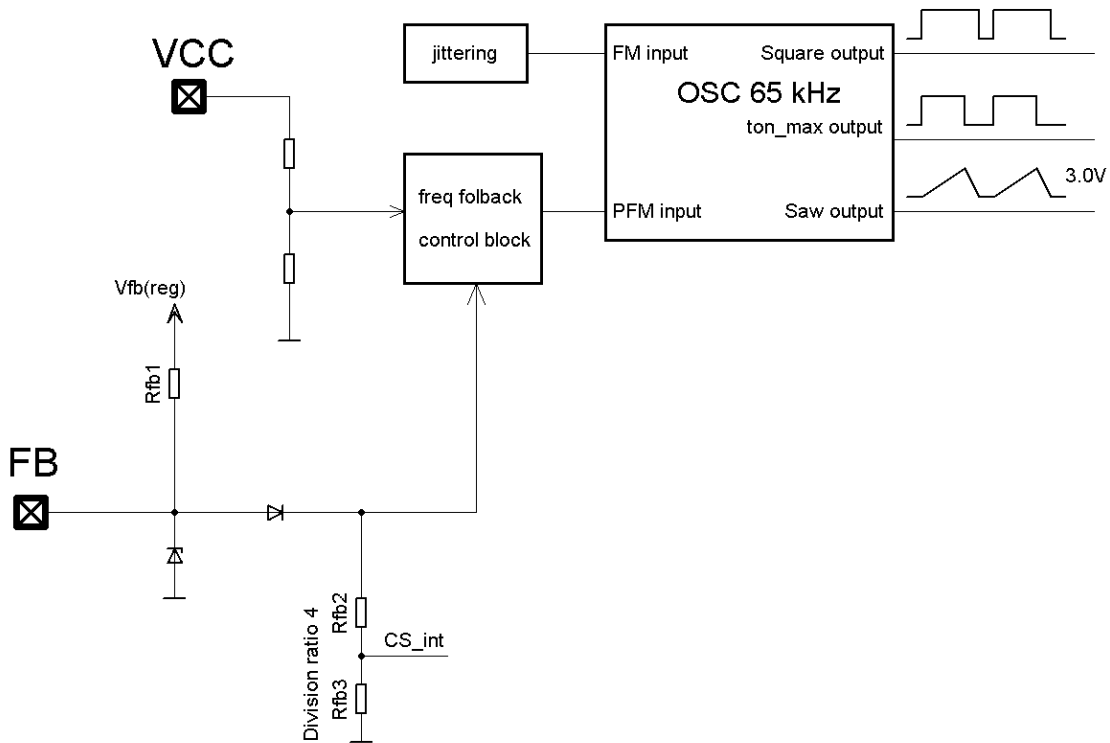 VCC
jittering
FM input
Square output
OSC 65 kHz
ton_max output
freq folback
control block
PFM input
Saw output
3.0V
Vfb(reg)
Rfb1
FB
Division ratio 4
Rfb2
CS_int
Rfb3